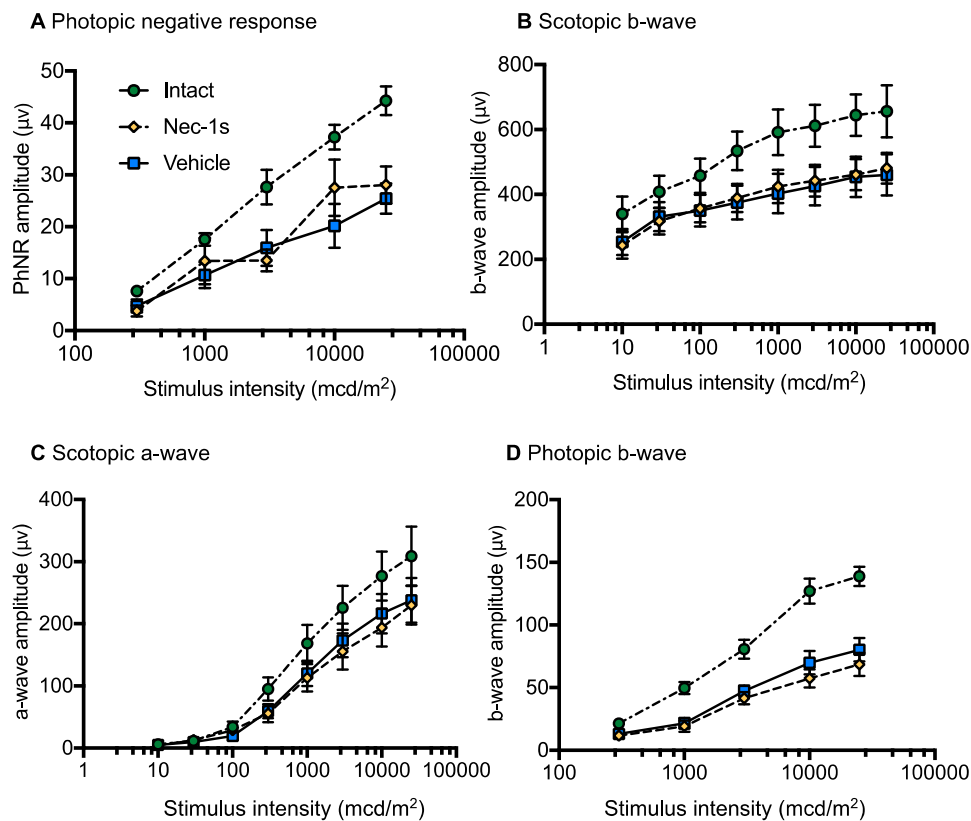 A Photopic negative response
50
40
30
20
10
0
PhNR amplitude (μv)
Intact
Nec-1s
Vehicle
100 1000 10000 100000
Stimulus intensity (mcd/m²)
B Scotopic b-wave
800
600
400
200
0
b-wave amplitude (μv)
1 10 100 1000 10000 100000
Stimulus intensity (mcd/m²)
C Scotopic a-wave
400
300
200
100
0
a-wave amplitude (μv)
1 10 100 1000 10000 100000
Stimulus intensity (mcd/m²)
D Photopic b-wave
200
150
100
50
0
b-wave amplitude (μv)
100 1000 10000 100000
Stimulus intensity (mcd/m²)